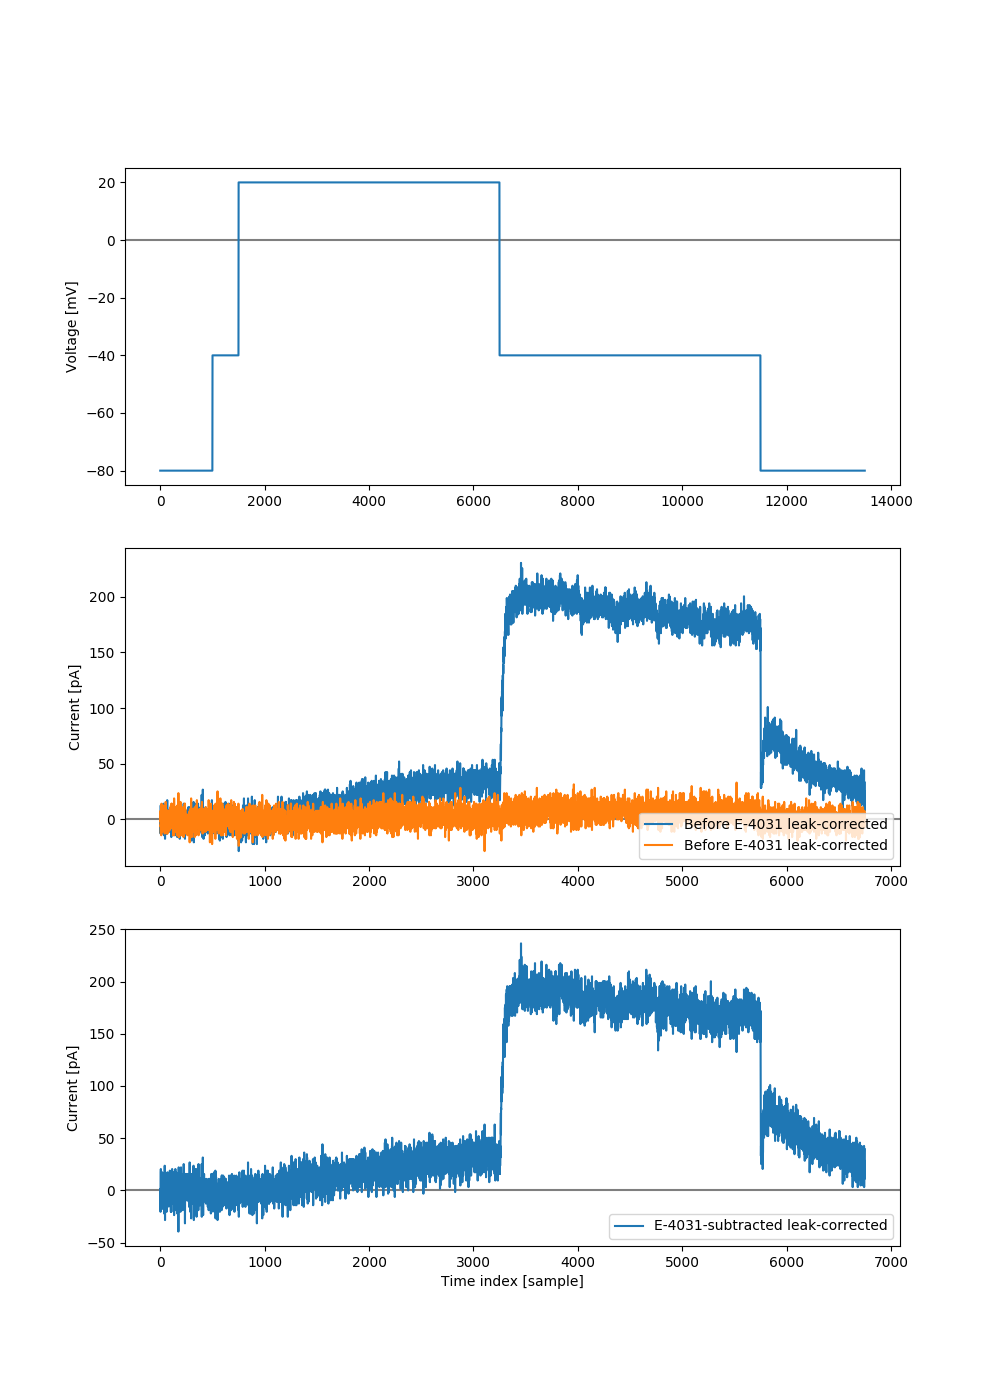 20
0
−20
−40
−60
−80
Voltage [mV]
0 2000 4000 6000 8000 10000 12000 14000
200
150
100
50
0
Current [pA]
Before E-4031 leak-corrected
Before E-4031 leak-corrected
0 1000 2000 3000 4000 5000 6000 7000
250
200
150
100
50
0
−50
Current [pA]
E-4031-subtracted leak-corrected
0 1000 2000 3000 4000 5000 6000 7000
Time index [sample]